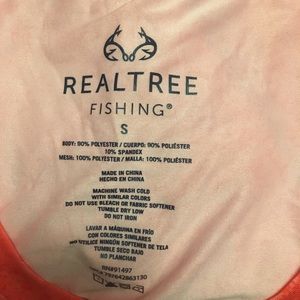 REALTREE
FISHING®
S
BODY: 90% POLYESTER / CUERPO: 90% POLIÉSTER
10% SPANDEX
MESH: 100% POLYESTER / MALLA: 100% POLIÉSTER
MADE IN CHINA
HECHO EN CHINA
MACHINE WASH COLD
WITH SIMILAR COLORS
DO NOT USE BLEACH OR FABRIC SOFTENER
TUMBLE DRY LOW
DO NOT IRON
LAVAR A MÁQUINA EN FRÍO
CON COLORES SIMILARES
NO UTILICE NINGÚN SOFTENER DE TELA
TUMBLE SECO BAJO
NO PLANCHAR
RN#91497
797642863130